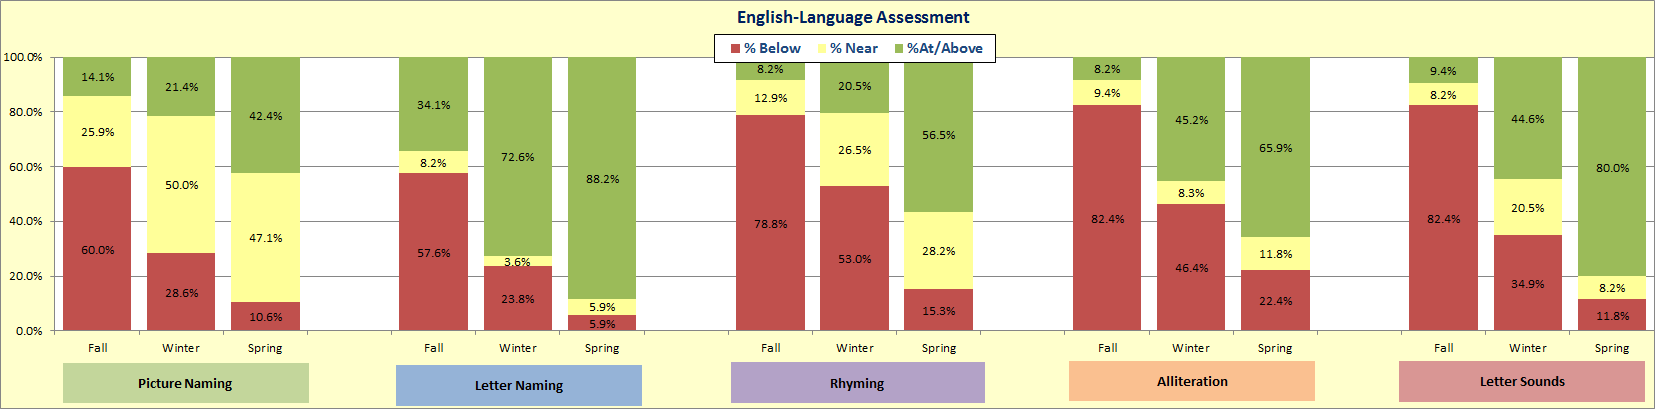 English-Language Assessment
% Below % Near %At/Above
100.0%
80.0%
60.0%
40.0%
20.0%
0.0%
14.1% 21.4% 42.4%
25.9% 50.0% 47.1%
60.0% 28.6% 10.6%
Fall Winter Spring
Picture Naming
34.1% 72.6% 88.2%
8.2% 3.6% 5.9%
57.6% 23.8% 5.9%
Fall Winter Spring
Letter Naming
8.2% 20.5% 56.5%
12.9% 26.5% 28.2%
78.8% 53.0% 15.3%
Fall Winter Spring
Rhyming
8.2% 45.2% 65.9%
9.4% 8.3% 11.8%
82.4% 46.4% 22.4%
Fall Winter Spring
Alliteration
9.4% 44.6% 80.0%
8.2% 20.5% 8.2%
82.4% 34.9% 11.8%
Fall Winter Spring
Letter Sounds